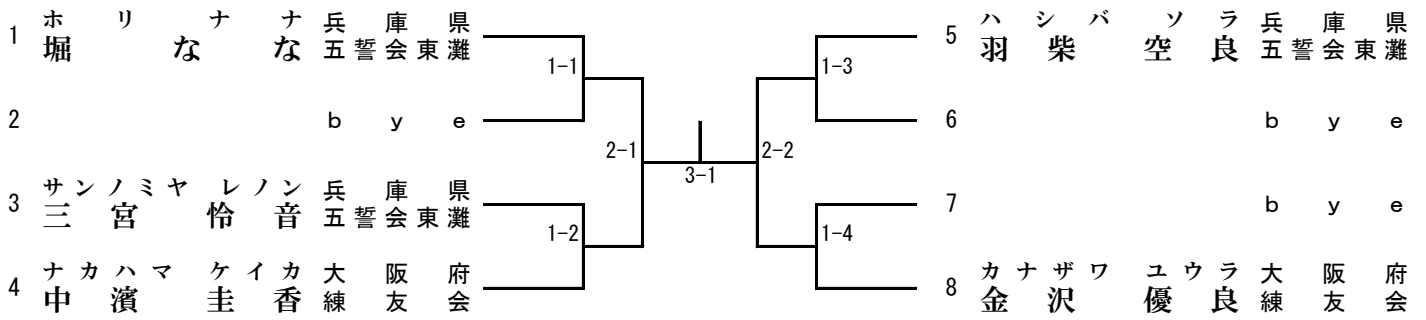 1 ホリ ナナ 兵庫県
堀 なな 五誓会東灘
1-1
2 bye
2-1
3 サンノミヤ レノン 兵庫県
三宮 怜音 五誓会東灘
1-2
4 ナカハマ ケイカ 大阪府
中濱 圭香 練友会
3-1
5 ハシバ ソラ 兵庫県
羽柴 空良 五誓会東灘
1-3
6 bye
2-2
7 bye
1-4
8 カナザワ ユウラ 大阪府
金沢 優良 練友会